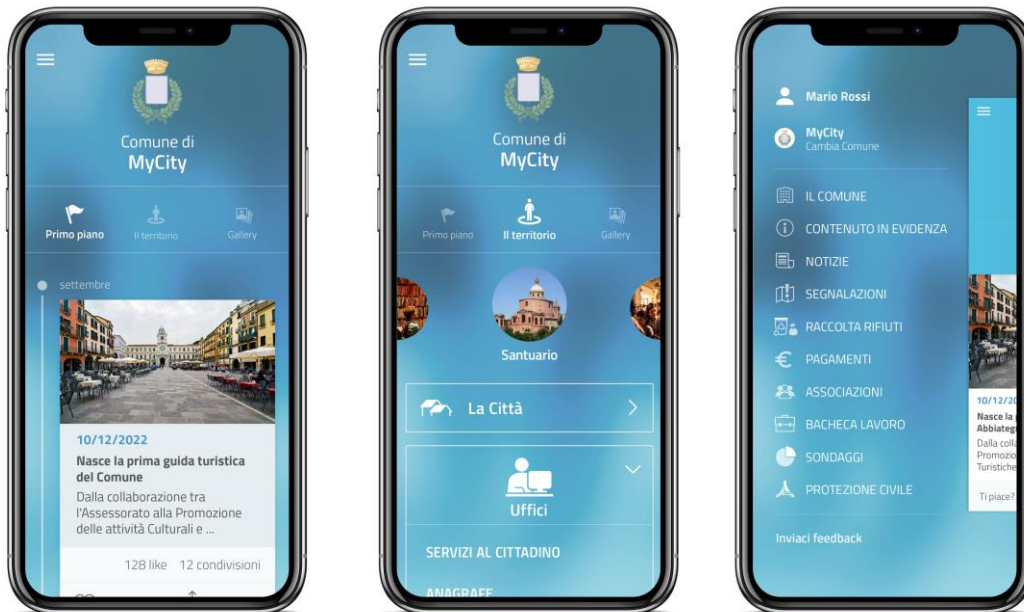 Comune di
MyCity
Primo piano
Il territorio
Gallery
settembre
10/12/2022
Nasce la prima guida turistica
del Comune
Dalla collaborazione tra
l'Assessorato alla Promozione
delle attività Culturali e ...
128 like 12 condivisioni
Comune di
MyCity
Primo piano
Il territorio
Gallery
Santuario
La Città
Uffici
SERVIZI AL CITTADINO
ANAGRAFE
Mario Rossi
MyCity
Cambia Comune
IL COMUNE
CONTENUTO IN EVIDENZA
NOTIZIE
SEGNALAZIONI
RACCOLTA RIFIUTI
PAGAMENTI
ASSOCIAZIONI
BACHECA LAVORO
SONDAGGI
PROTEZIONE CIVILE
Inviaci feedback
10/12/20
Nasce la
Abbiateg
Dalla colla
Promozio
Turistiche
Ti piace?